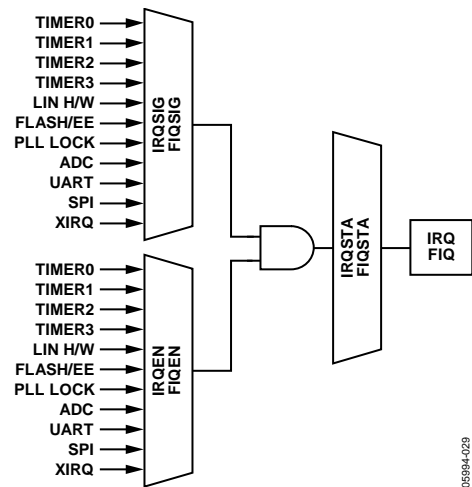 TIMER0
TIMER1
TIMER2
TIMER3
LIN H/W
FLASH/EE
PLL LOCK
ADC
UART
SPI
XIRQ
IRQSIG
FIQSIG
TIMER0
TIMER1
TIMER2
TIMER3
LIN H/W
FLASH/EE
PLL LOCK
ADC
UART
SPI
XIRQ
IRQEN
FIQEN
IRQSTA
FIQSTA
IRQ
FIQ
05994-029